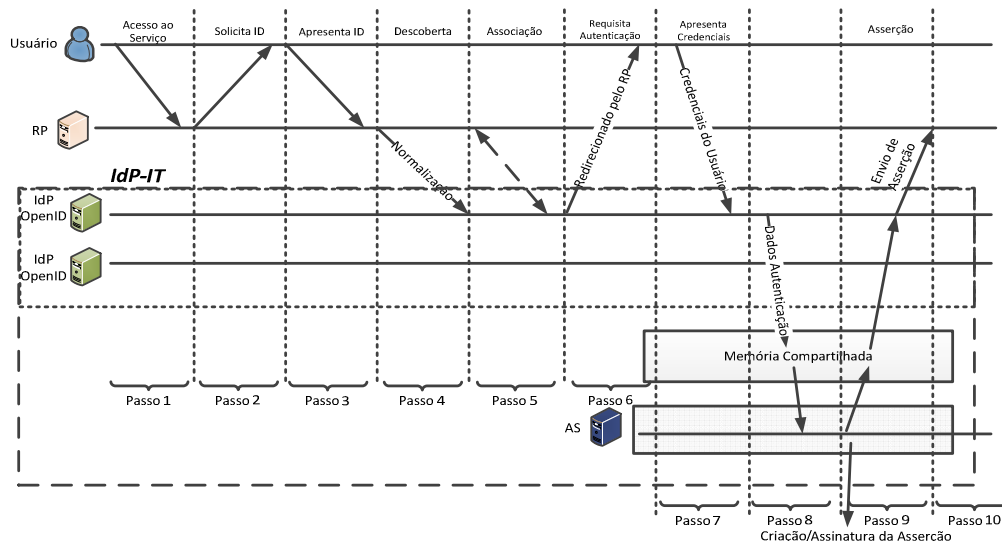 Acesso ao
Serviço
Solicita ID
Apresenta ID
Descoberta
Associação
Requisita
Autenticação
Apresenta
Credenciais
Asserção
Usuário
RP
Normalização
Redirecionado pelo RP
Credenciais do Usuário
Envio de
Asserção
IdP-IT
IdP
OpenID
IdP
OpenID
Dados Autenticação
Memória Compartilhada
Passo 1
Passo 2
Passo 3
Passo 4
Passo 5
Passo 6
AS
Passo 7
Passo 8
Passo 9
Passo 10
Criação/Assinatura da Asserção